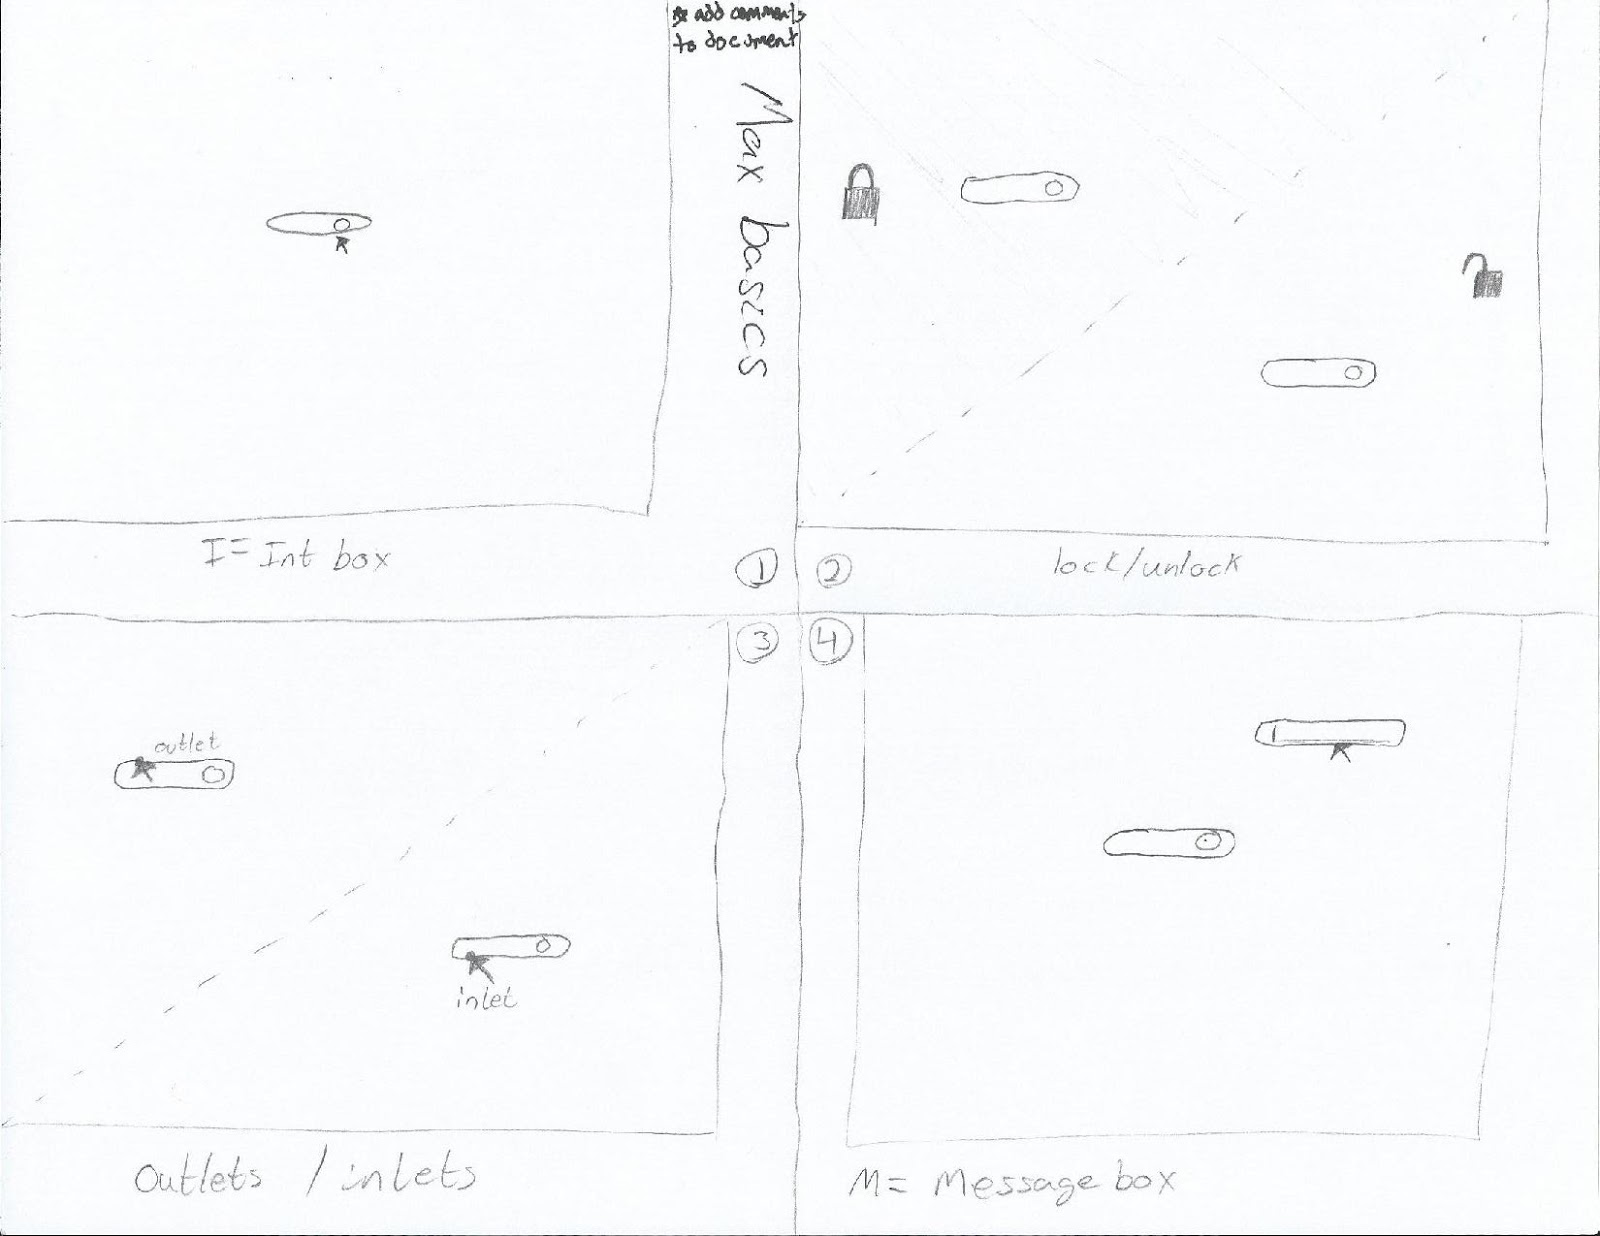 * add comments
to document
Max basics
I = Int box
1
2
lock/unlock
3
outlet
inlet
Outlets / inlets
4
M = Message box